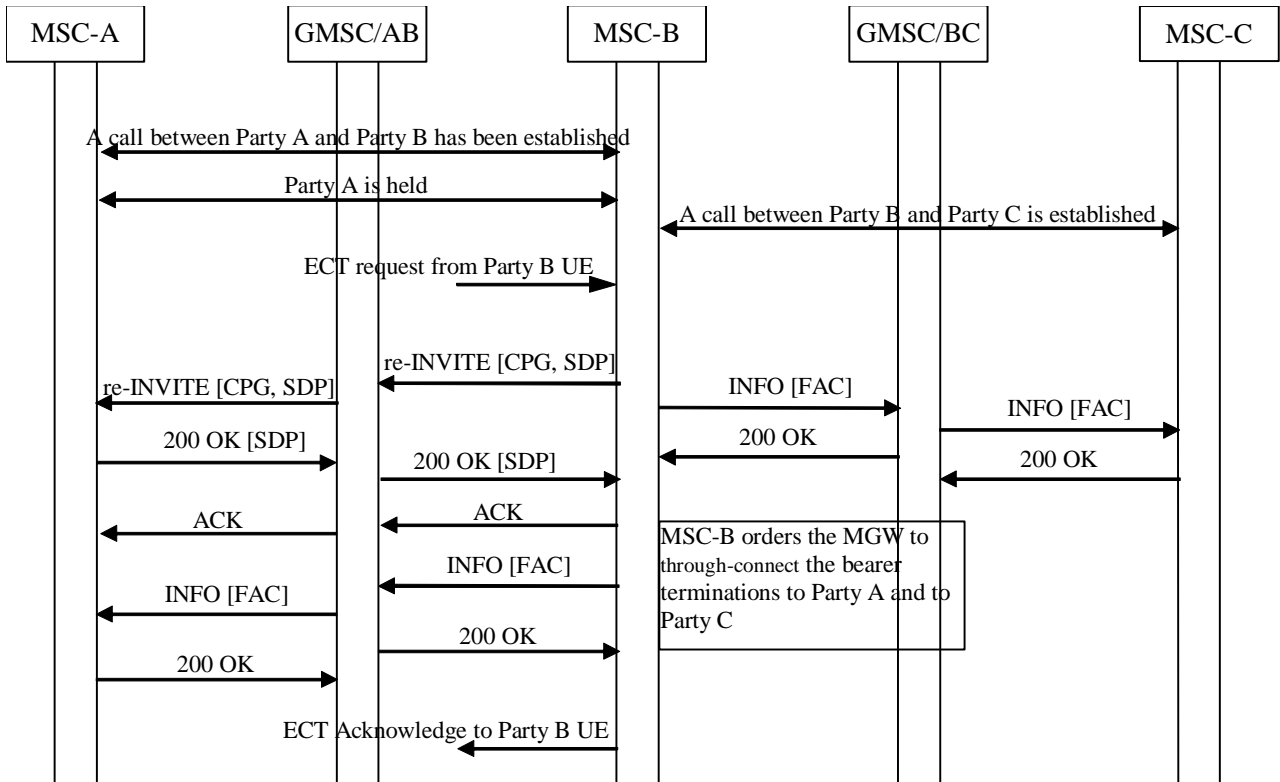 MSC-A
GMSC/AB
MSC-B
GMSC/BC
MSC-C
A call between Party A and Party B has been established
Party A is held
A call between Party B and Party C is established
ECT request from Party B UE
re-INVITE [CPG, SDP]
re-INVITE [CPG, SDP]
INFO [FAC]
INFO [FAC]
200 OK [SDP]
200 OK
200 OK [SDP]
200 OK
ACK
ACK
MSC-B orders the MGW to
through-connect the bearer
terminations to Party A and to
Party C
INFO [FAC]
INFO [FAC]
200 OK
200 OK
ECT Acknowledge to Party B UE